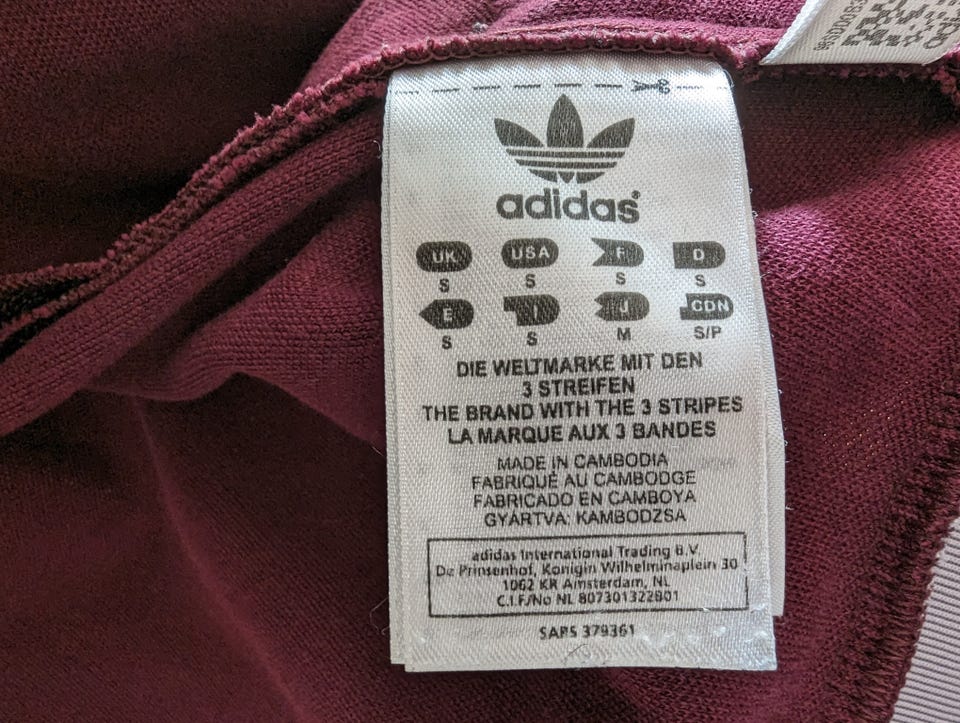 adidas
UK USA F D
S S S S
E I J CDN
S S M S/P
DIE WELTMARKE MIT DEN
3 STREIFEN
THE BRAND WITH THE 3 STRIPES
LA MARQUE AUX 3 BANDES
MADE IN CAMBODIA
FABRIQUÉ AU CAMBODGE
FABRICADO EN CAMBOYA
GYÁRTVA: KAMBODZSA
adidas International Trading B.V.
De Prinsenhof, Konigin Wilhelminaplein 30
1062 KR Amsterdam, NL
C.I.F./No NL 807301322B01
SAPS 379361